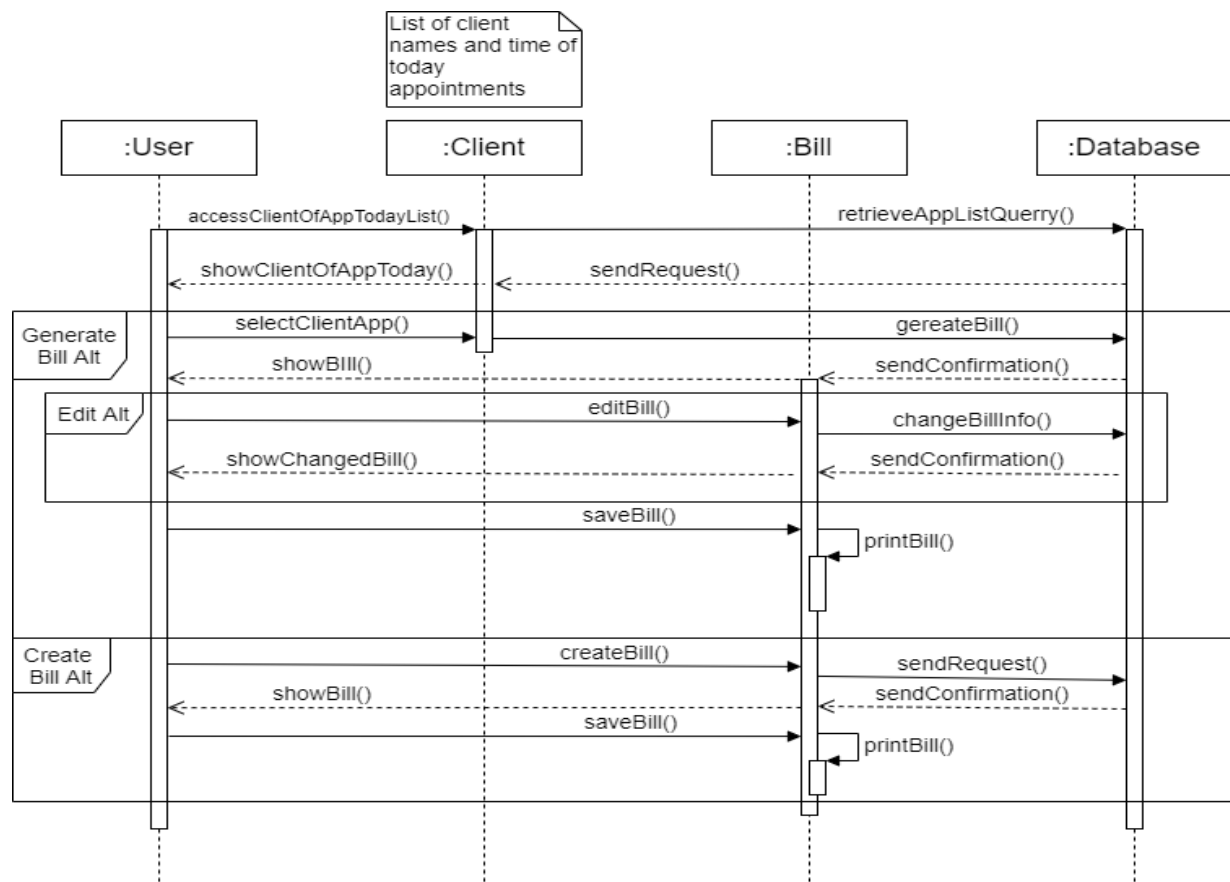 List of client
names and time of
today
appointments
:User
:Client
:Bill
:Database
accessClientOfAppTodayList()
retrieveAppListQuerry()
showClientOfAppToday()
sendRequest()
Generate
Bill Alt
selectClientApp()
gereateBill()
showBIll()
sendConfirmation()
Edit Alt
editBill()
changeBillInfo()
showChangedBill()
sendConfirmation()
saveBill()
printBill()
Create
Bill Alt
createBill()
sendRequest()
showBill()
sendConfirmation()
saveBill()
printBill()